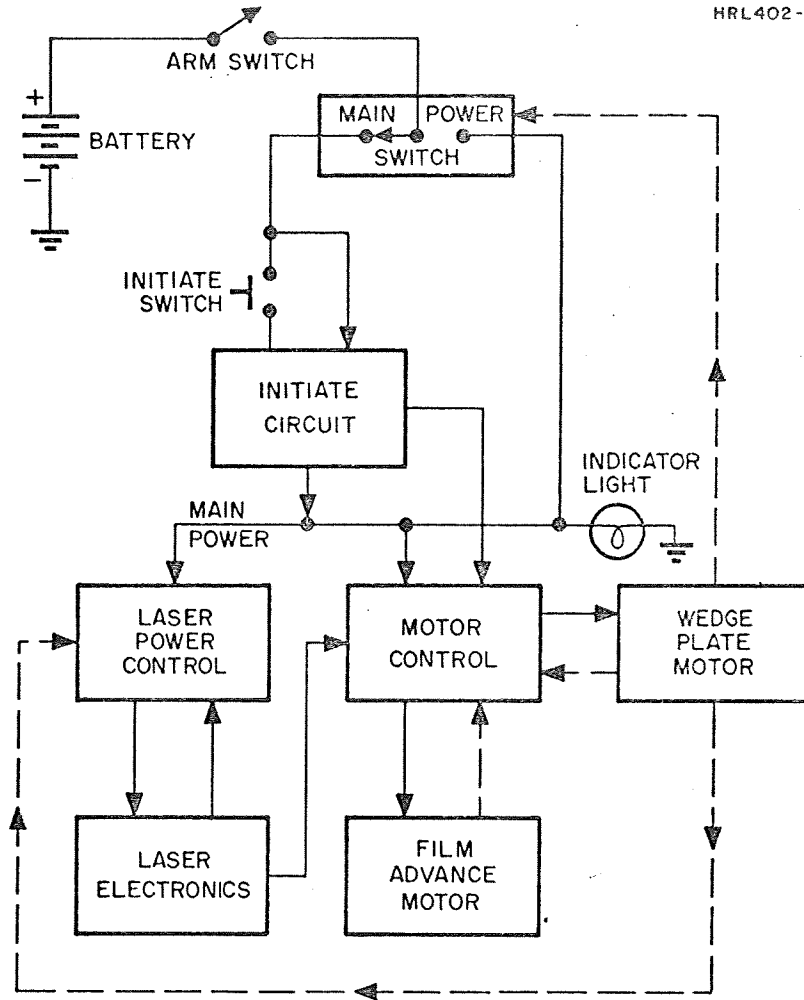 HRL402-
ARM SWITCH
+
BATTERY
−
MAIN POWER
SWITCH
INITIATE
SWITCH
INITIATE
CIRCUIT
INDICATOR
LIGHT
MAIN
POWER
LASER
POWER
CONTROL
MOTOR
CONTROL
WEDGE
PLATE
MOTOR
LASER
ELECTRONICS
FILM
ADVANCE
MOTOR